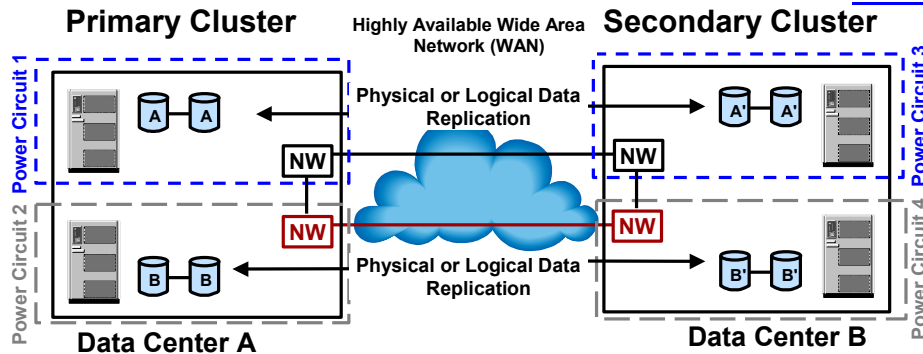 Primary Cluster
Highly Available Wide Area
Network (WAN)
Secondary Cluster
Power Circuit 1
A
A
Physical or Logical Data
Replication
A'
A'
Power Circuit 3
NW
NW
Power Circuit 2
NW
NW
Power Circuit 4
B
B
Physical or Logical Data
Replication
B'
B'
Data Center A
Data Center B